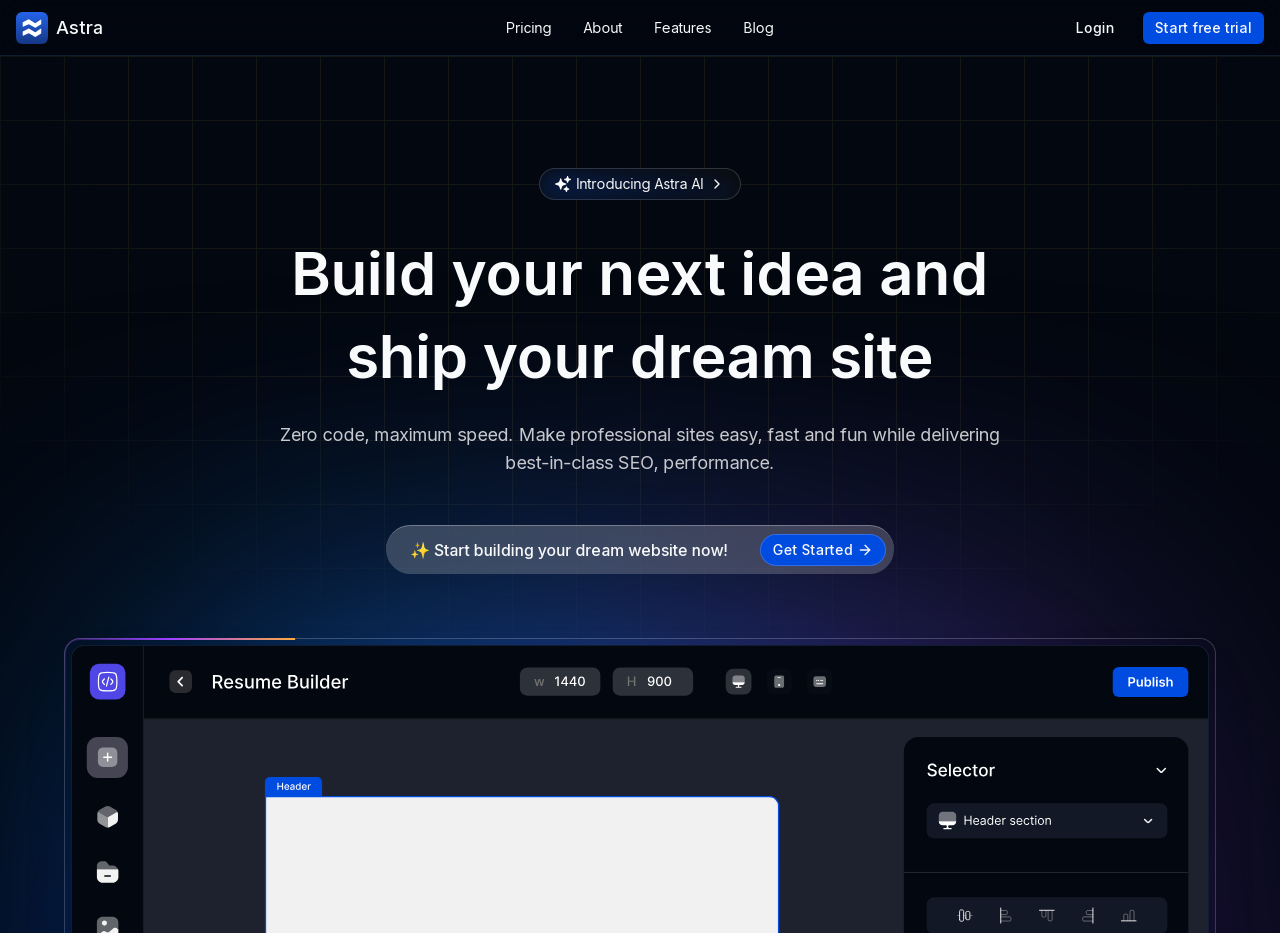 Astra
Pricing About Features Blog
Login
Start free trial
Introducing Astra AI
Build your next idea and
ship your dream site
Zero code, maximum speed. Make professional sites easy, fast and fun while delivering
best-in-class SEO, performance.
✨ Start building your dream website now!
Get Started →
Resume Builder
W 1440
H 900
Publish
Header
Selector
Header section